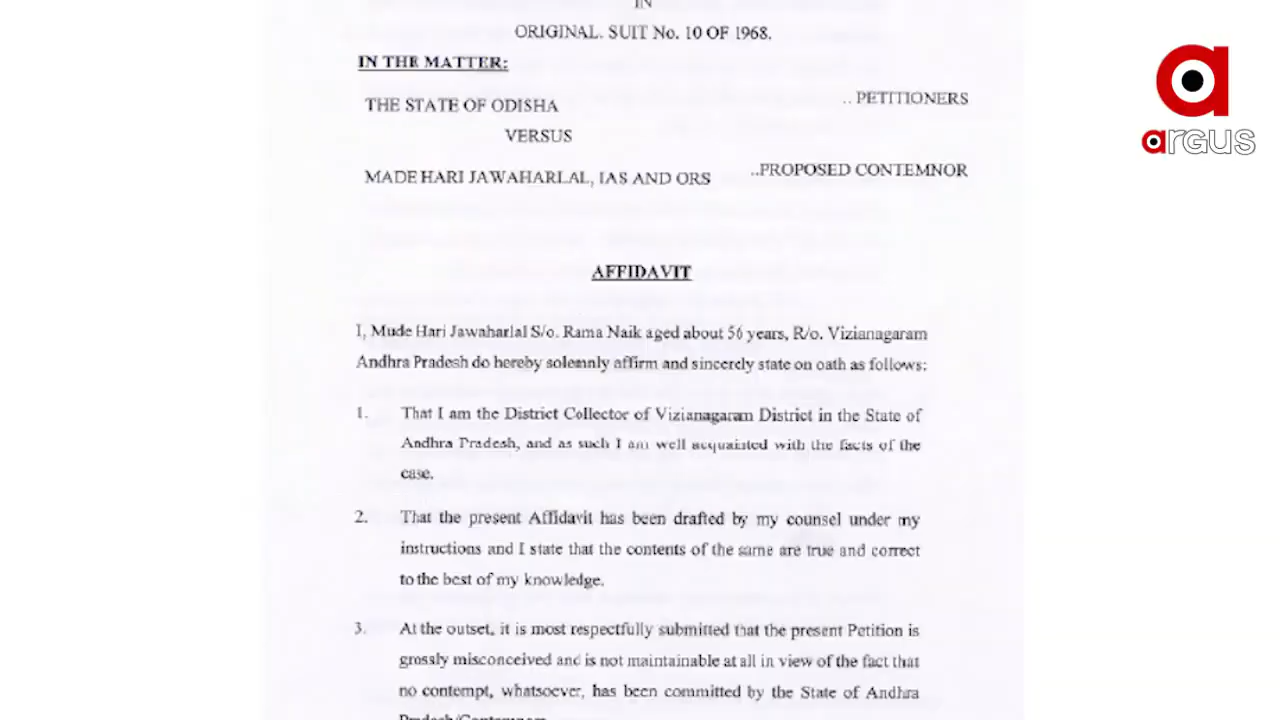 IN
ORIGINAL. SUIT No. 10 OF 1968.
IN THE MATTER:
THE STATE OF ODISHA .. PETITIONERS
VERSUS
MADE HARI JAWAHARLAL, IAS AND ORS ..PROPOSED CONTEMNOR
AFFIDAVIT
I, Mude Hari Jawaharlal S/o. Rama Naik aged about 56 years, R/o. Vizianagaram
Andhra Pradesh do hereby solemnly affirm and sincerely state on oath as follows:
1. That I am the District Collector of Vizianagaram District in the State of
Andhra Pradesh, and as such I am well acquainted with the facts of the
case.
2. That the present Affidavit has been drafted by my counsel under my
instructions and I state that the contents of the same are true and correct
to the best of my knowledge.
3. At the outset, it is most respectfully submitted that the present Petition is
grossly misconceived and is not maintainable at all in view of the fact that
no contempt, whatsoever, has been committed by the State of Andhra
Pradesh/Contemnor
argus